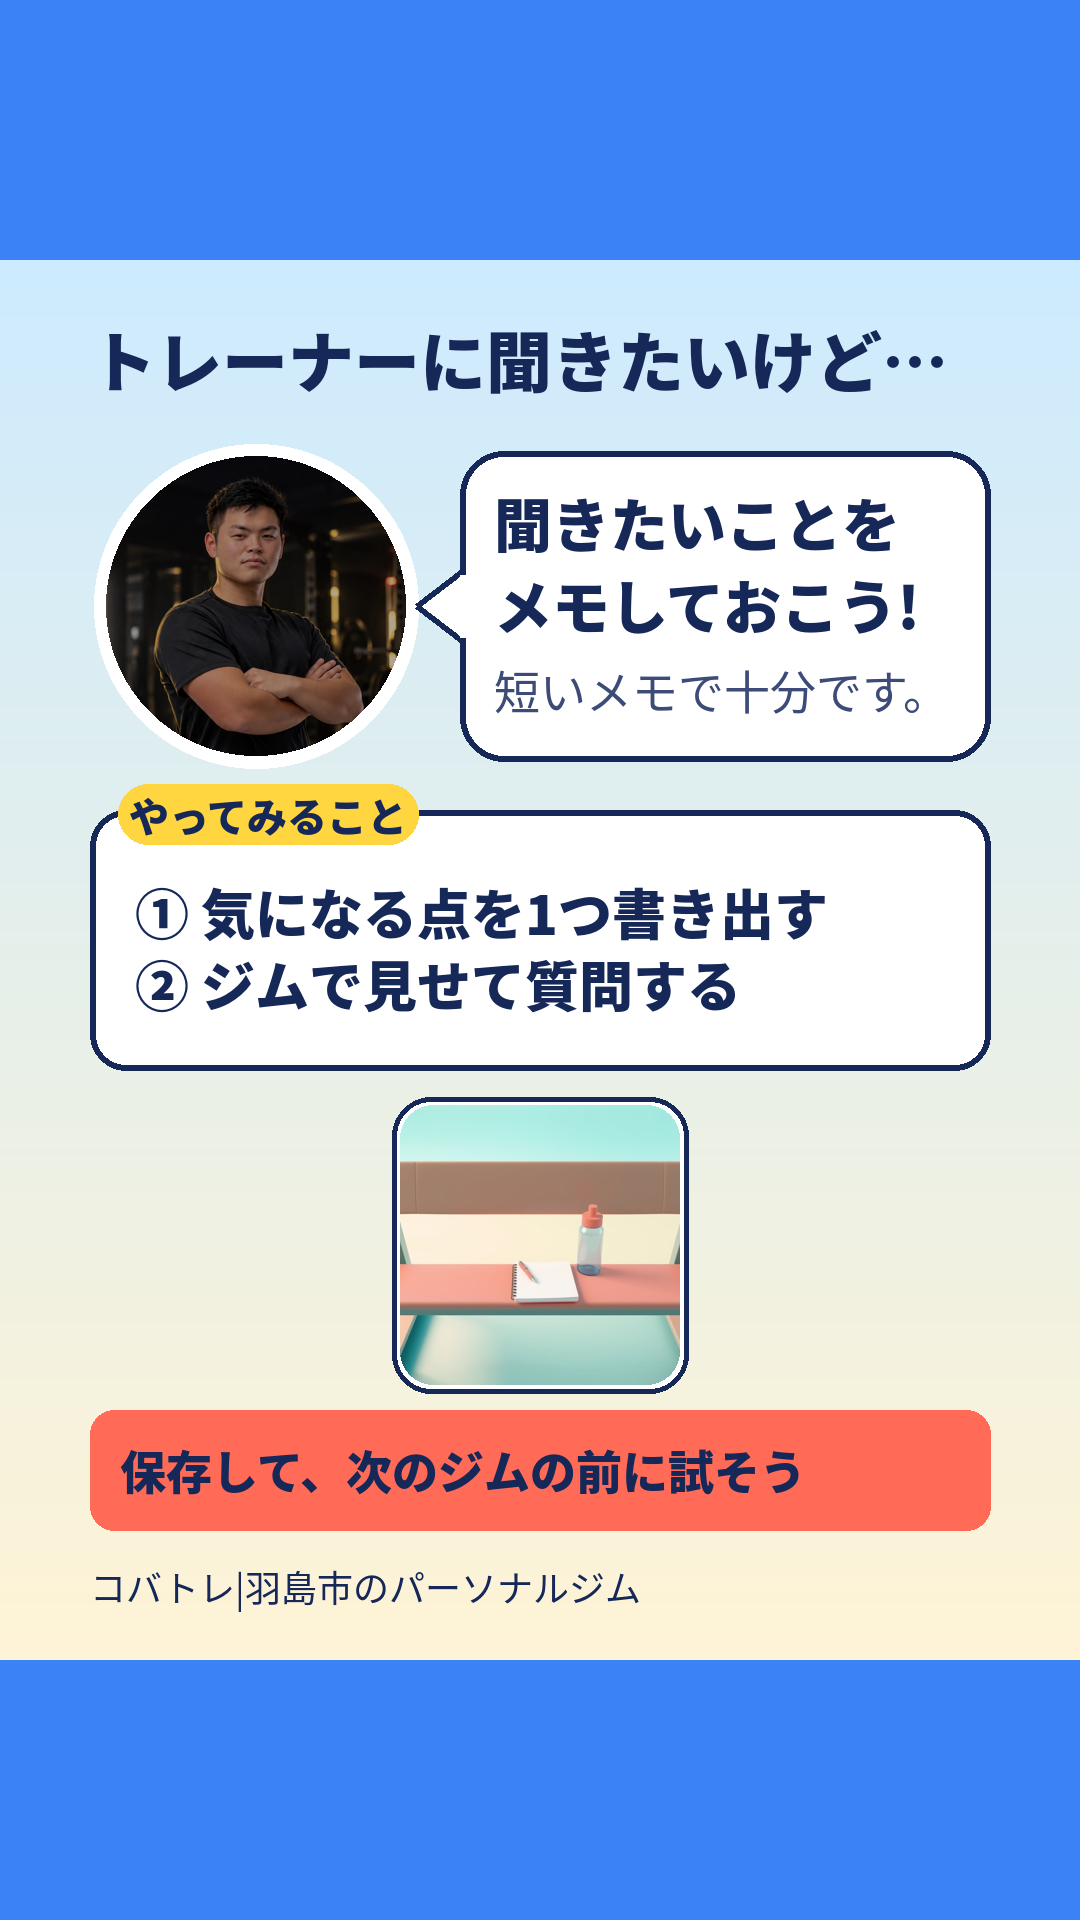 トレーナーに聞きたいけど…
聞きたいことを
メモしておこう!
短いメモで十分です。
やってみること
① 気になる点を1つ書き出す
② ジムで見せて質問する
保存して、次のジムの前に試そう
コバトレ|羽島市のパーソナルジム